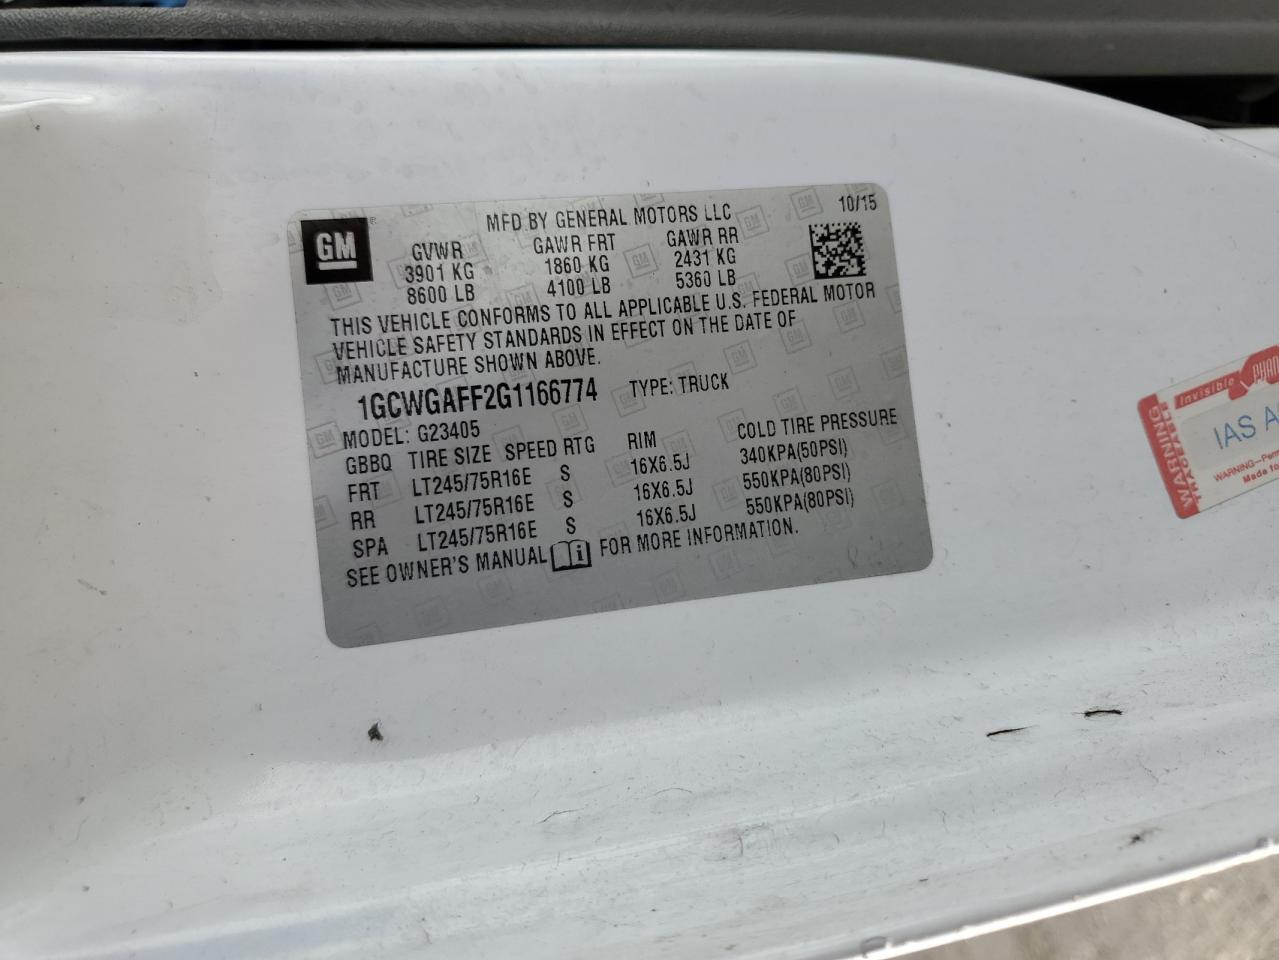 GM
MFD BY GENERAL MOTORS LLC 10/15
GVWR GAWR FRT GAWR RR
3901 KG 1860 KG 2431 KG
8600 LB 4100 LB 5360 LB
THIS VEHICLE CONFORMS TO ALL APPLICABLE U.S. FEDERAL MOTOR
VEHICLE SAFETY STANDARDS IN EFFECT ON THE DATE OF
MANUFACTURE SHOWN ABOVE.
1GCWGAFF2G1166774 TYPE: TRUCK
MODEL: G23405
GBBQ TIRE SIZE SPEED RTG RIM COLD TIRE PRESSURE
FRT LT245/75R16E S 16X6.5J 340KPA(50PSI)
RR LT245/75R16E S 16X6.5J 550KPA(80PSI)
SPA LT245/75R16E S 16X6.5J 550KPA(80PSI)
SEE OWNER'S MANUAL FOR MORE INFORMATION.
Invisible
WARNING
TRACEABLE
IAS
Made